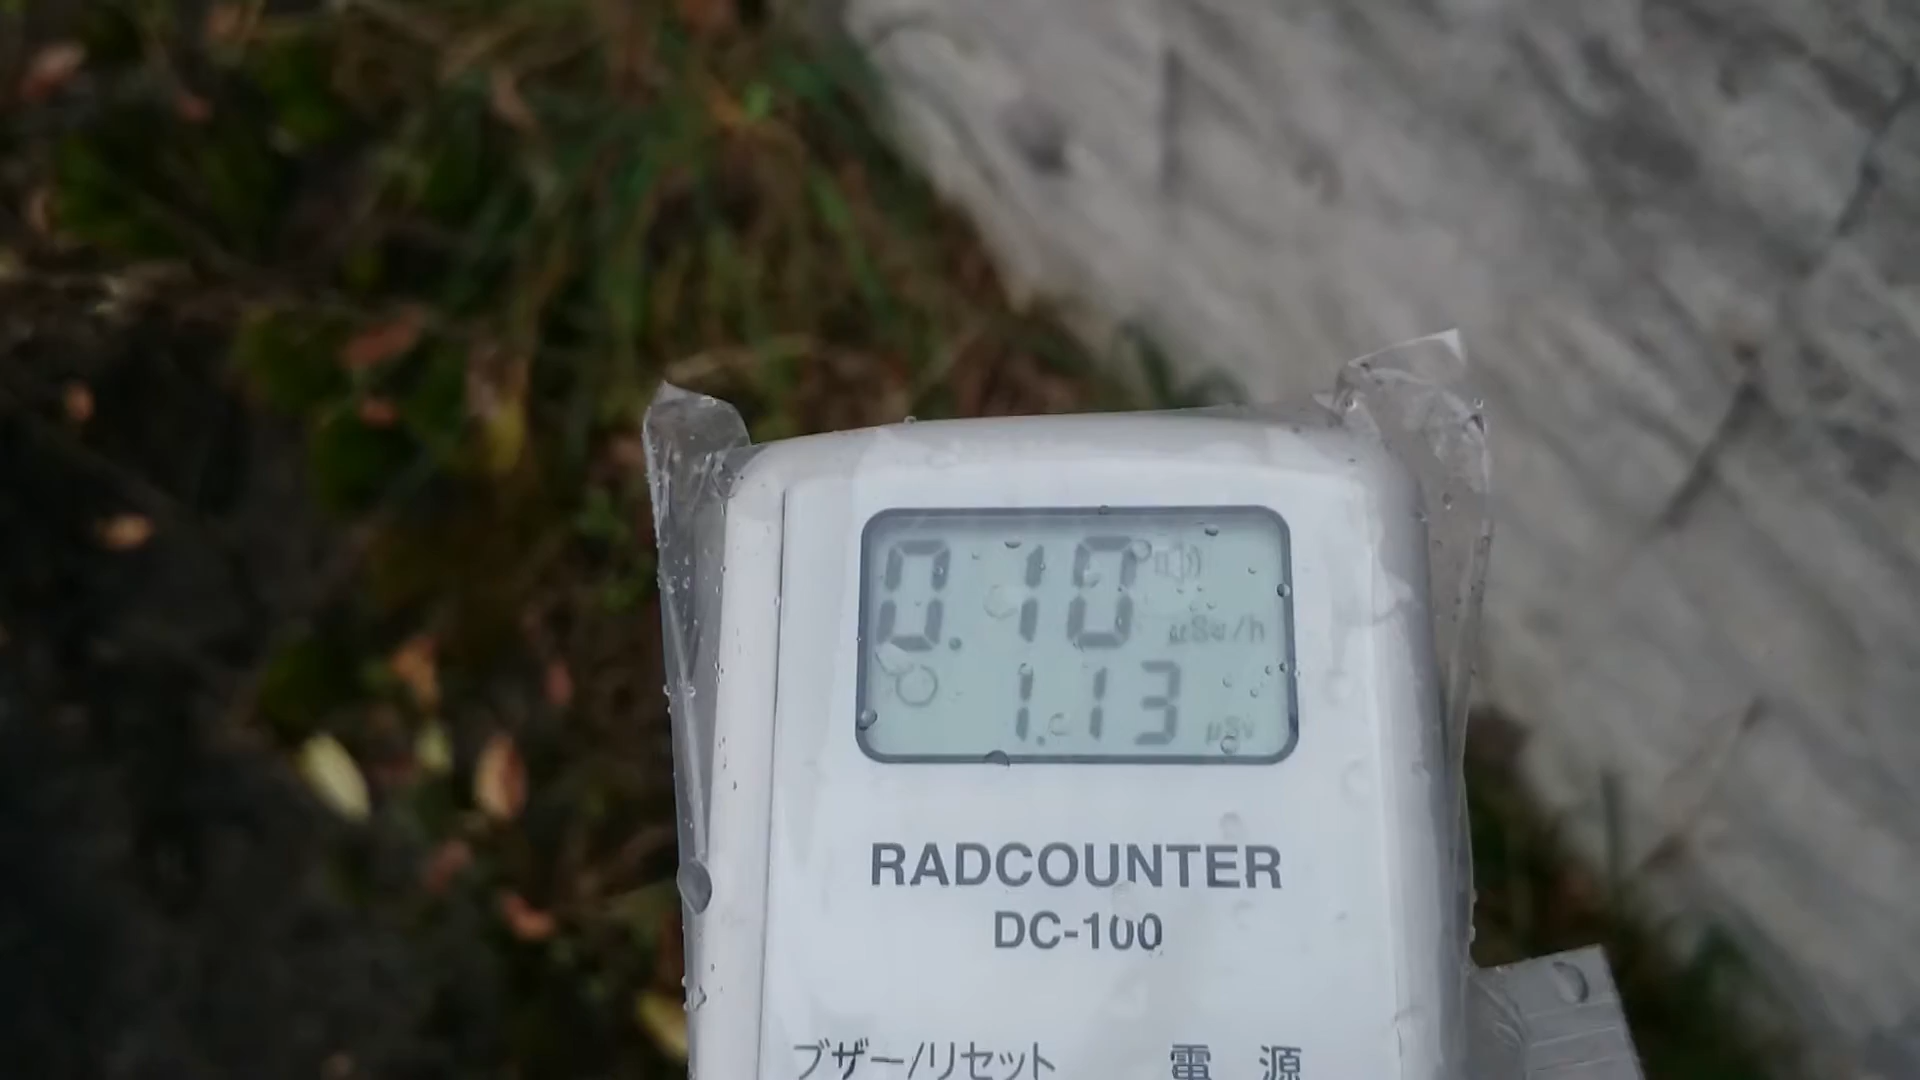 0.10 μSv/h
1.13 μSv
RADCOUNTER
DC-100
ブザー/リセット 電 源